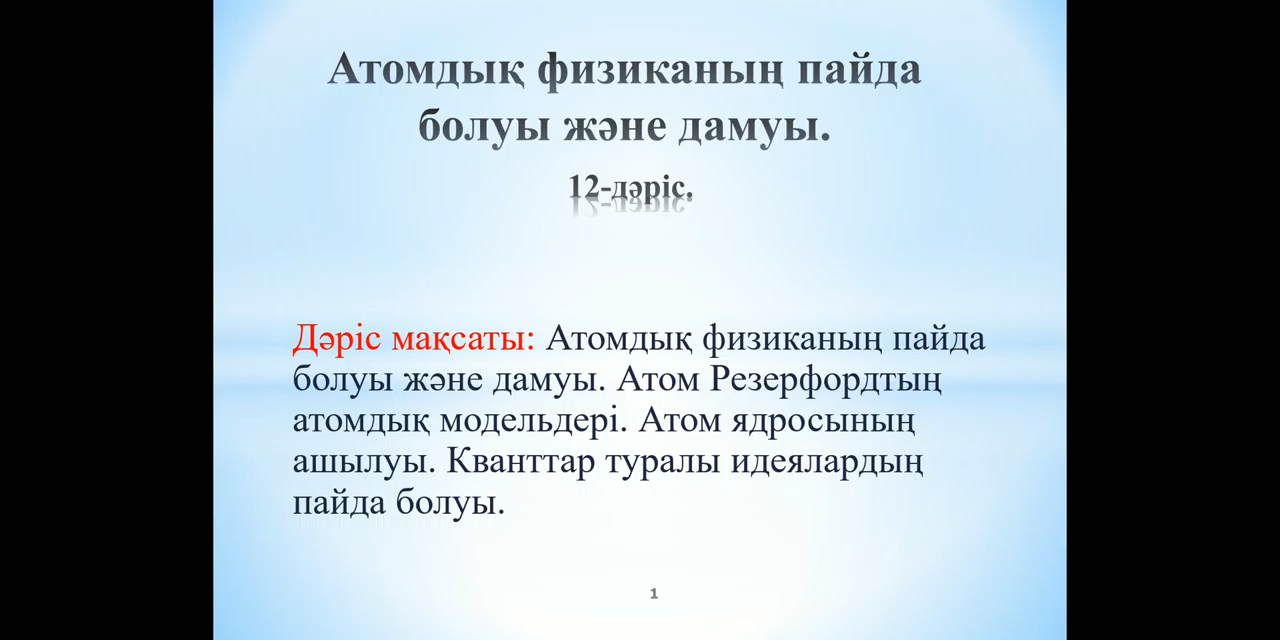 Атомдық физиканың пайда
болуы және дамуы.
12-дәріс.
Дәріс мақсаты: Атомдық физиканың пайда
болуы және дамуы. Атом Резерфордтың
атомдық модельдері. Атом ядросының
ашылуы. Кванттар туралы идеялардың
пайда болуы.
1